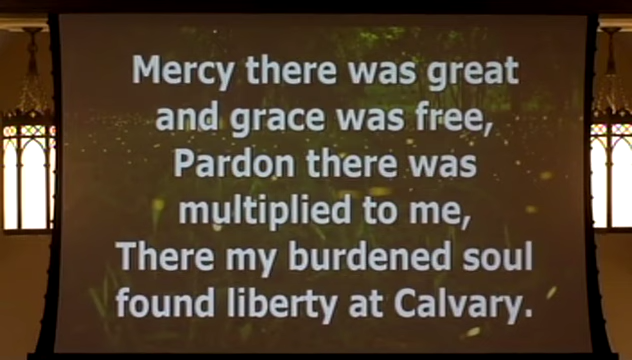 Mercy there was great
and grace was free,
Pardon there was
multiplied to me,
There my burdened soul
found liberty at Calvary.